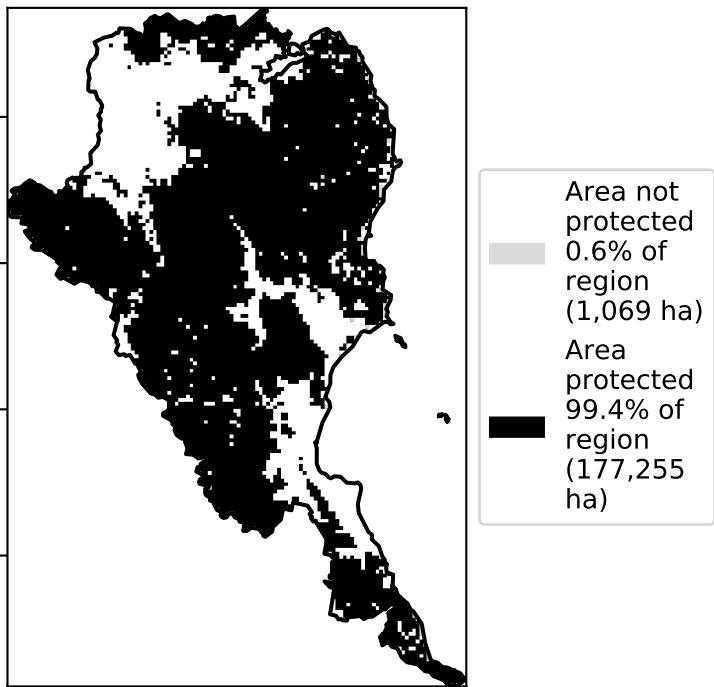 Area not
protected
0.6% of
region
(1,069 ha)
Area
protected
99.4% of
region
(177,255
ha)